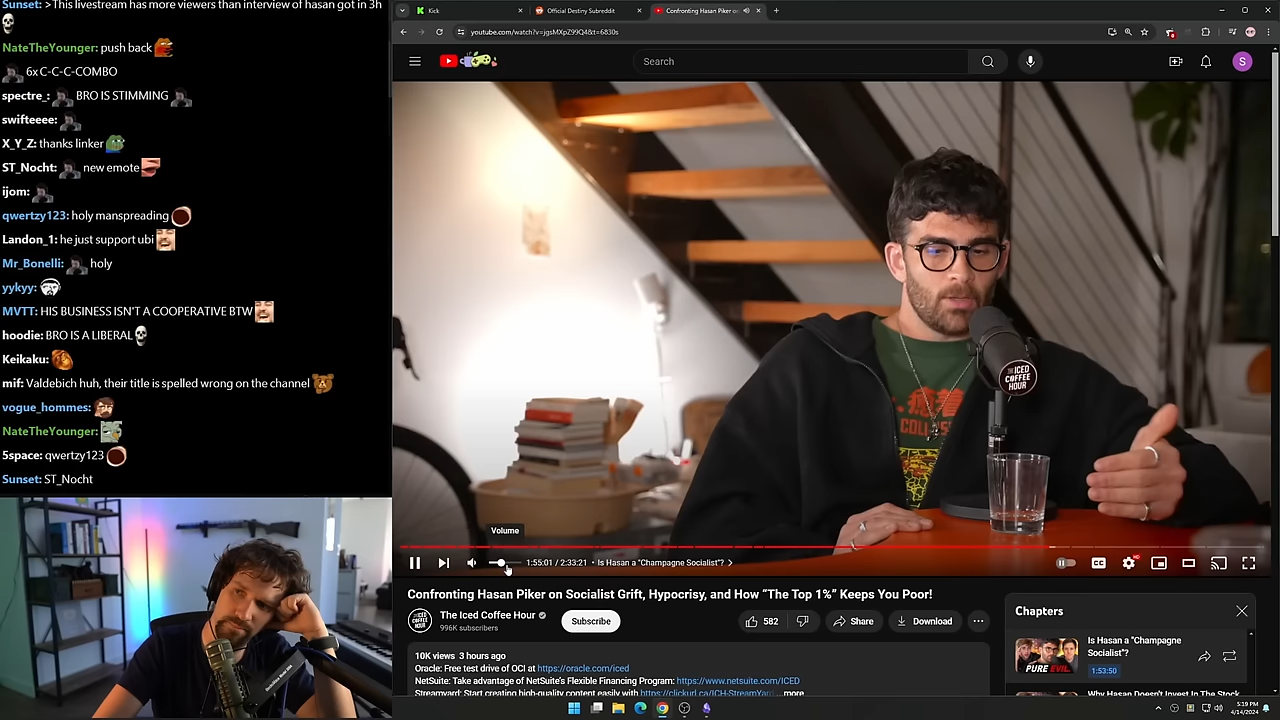 Sunset: >This livestream has more viewers than interview of hasan got in 3h
NateTheYounger: push back
6x C-C-C-COMBO
spectre_: BRO IS STIMMING
swifteeee:
X_Y_Z: thanks linker
ST_Nocht: new emote
ijom:
qwertzy123: holy manspreading
Landon_1: he just support ubi
Mr_Bonelli: holy
yykyy:
MVTT: HIS BUSINESS ISN'T A COOPERATIVE BTW
hoodie: BRO IS A LIBERAL
Keikaku:
mif: Valdebich huh, their title is spelled wrong on the channel
vogue_hommes:
NateTheYounger:
5space: qwertzy123
Sunset: ST_Nocht
Kick
Official Destiny Subreddit
Confronting Hasan Piker on
youtube.com/watch?v=jgsMXpZ99Q4&t=6830s
Search
S
THE ICED COFFEE HOUR
Volume
1:55:01 / 2:33:21 • Is Hasan a "Champagne Socialist"?
CC
HD
Confronting Hasan Piker on Socialist Grift, Hypocrisy, and How “The Top 1%” Keeps You Poor!
The Iced Coffee Hour
996K subscribers
Subscribe
582
Share
Download
10K views 3 hours ago
Oracle: Free test drive of OCI at https://oracle.com/iced
NetSuite: Take advantage of NetSuite's Flexible Financing Program: https://www.netsuite.com/ICED
Streamyard: Start creating high-quality content easily with https://clickurl.ca/ICH-StreamYar... ...more
Chapters
PURE EVIL.
Is Hasan a "Champagne Socialist"?
1:53:50
Why Hasan Doesn't Invest In The Stock
5:19 PM
4/14/2024